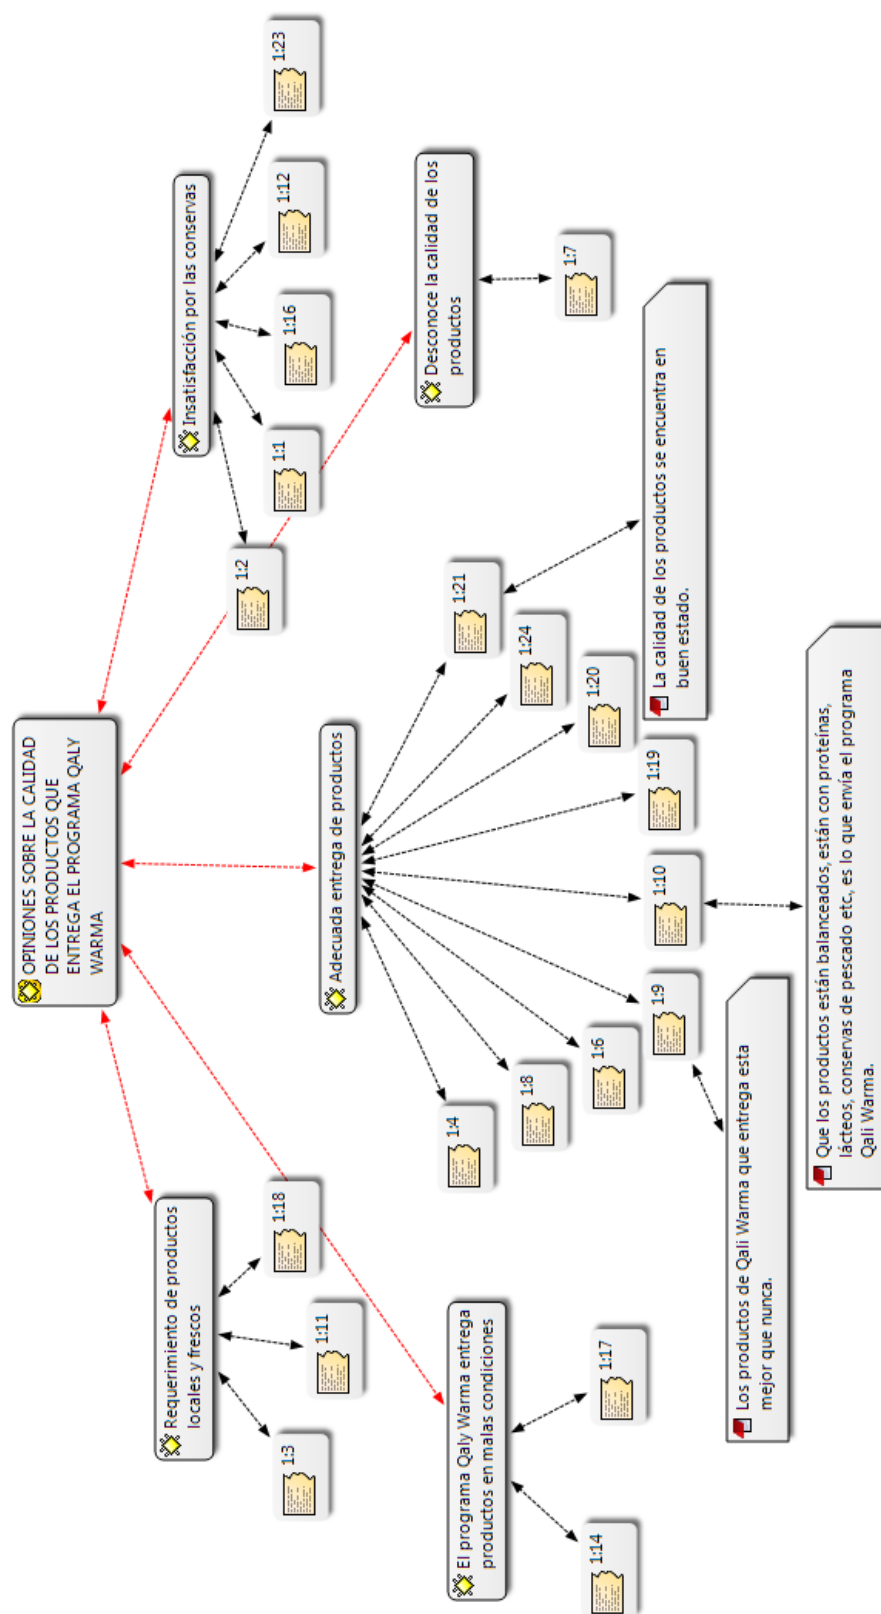 OPINIONES SOBRE LA CALIDAD
DE LOS PRODUCTOS QUE
ENTREGA EL PROGRAMA QALY
WARMA
Requerimiento de productos
locales y frescos
1:3
1:11
1:18
El programa Qaly Warma entrega
productos en malas condiciones
1:14
1:17
Adecuada entrega de productos
1:4
1:8
1:6
1:9
1:10
1:19
1:20
1:24
1:21
Los productos de Qali Warma que entrega esta
mejor que nunca.
Que los productos están balanceados, están con proteínas,
lácteos, conservas de pescado etc, es lo que envía el programa
Qali Warma.
La calidad de los productos se encuentra en
buen estado.
Insatisfacción por las conservas
1:2
1:1
1:16
1:12
1:23
Desconoce la calidad de los
productos
1:7